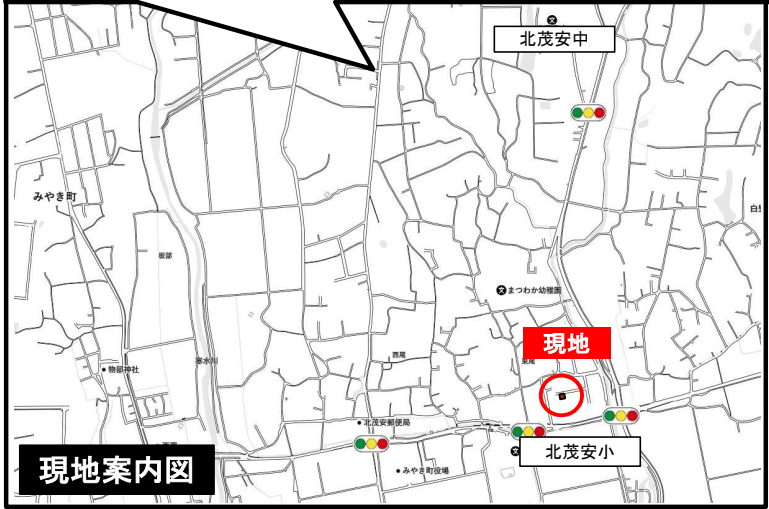 北茂安中
みやき町
板部
まつわか幼稚園
現地
東尾
西尾
寒水川
物部神社
北茂安郵便局
北茂安小
みやき町役場
現地案内図